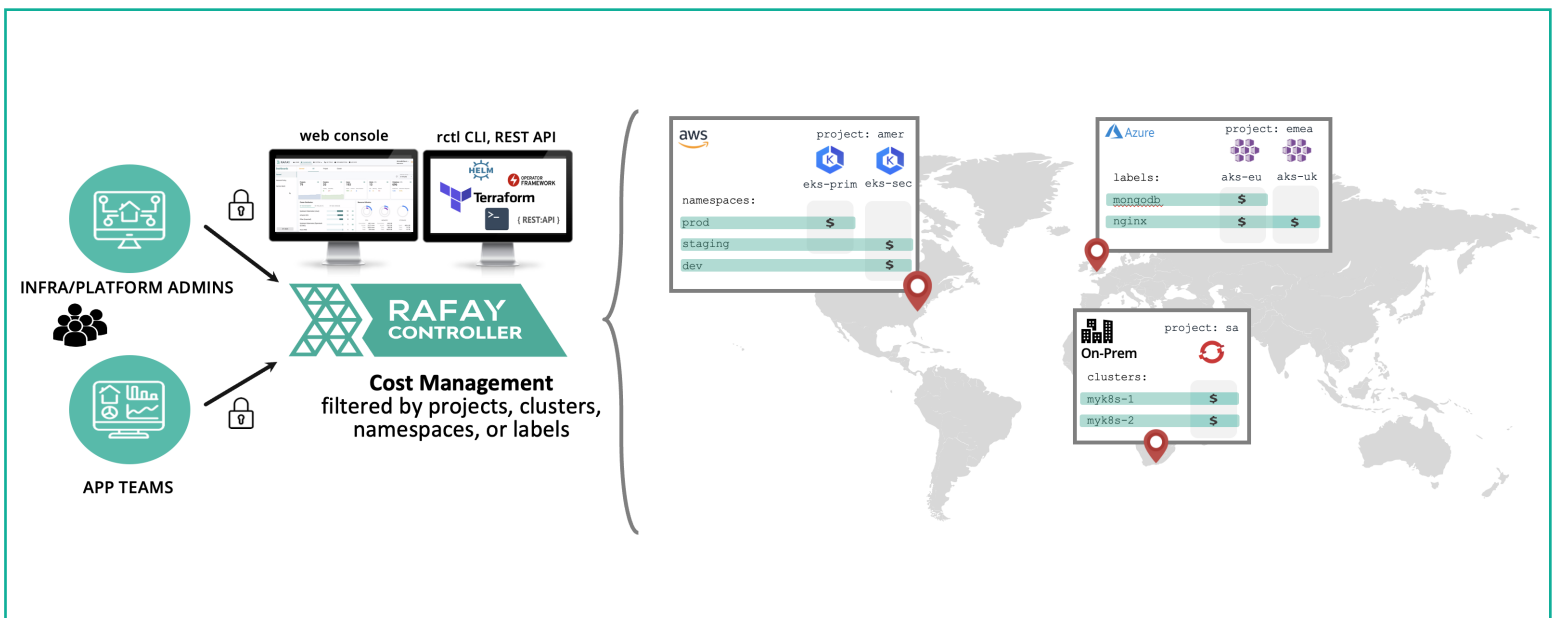 web console
rctl CLI, REST API
HELM
OPERATOR
FRAMEWORK
Terraform
>_
( REST:API )
INFRA/PLATFORM ADMINS
RAFAY
CONTROLLER
Cost Management
filtered by projects, clusters,
namespaces, or labels
APP TEAMS
aws
project: amer
K
K
eks-prim eks-sec
namespaces:
prod $
staging $
dev $
Azure
project: emea
labels: aks-eu aks-uk
mongodb $
nginx $ $
On-Prem
project: sa
clusters:
myk8s-1 $
myk8s-2 $